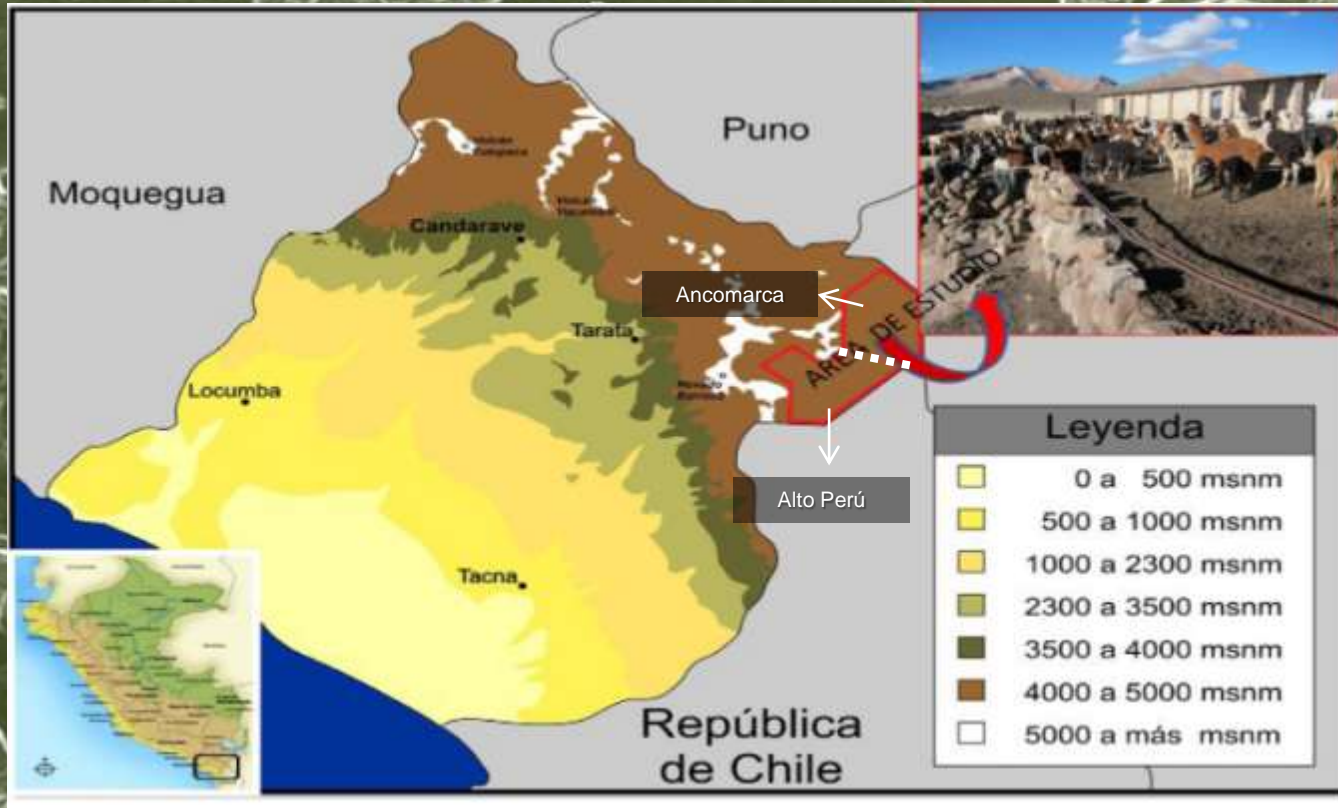 Puno
Moquegua
Candarave
Ancomarca
AREA DE ESTUDIO
Tarata
Locumba
Alto Perú
Tacna
República
de Chile
Leyenda
0 a 500 msnm
500 a 1000 msnm
1000 a 2300 msnm
2300 a 3500 msnm
3500 a 4000 msnm
4000 a 5000 msnm
5000 a más msnm